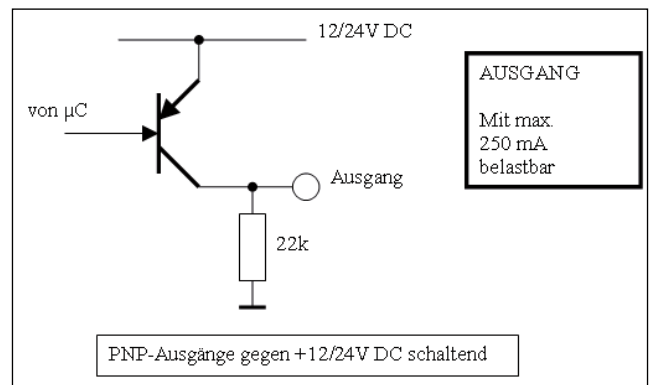 12/24V DC
von µC
Ausgang
22k
AUSGANG
Mit max.
250 mA
belastbar
PNP-Ausgänge gegen +12/24V DC schaltend